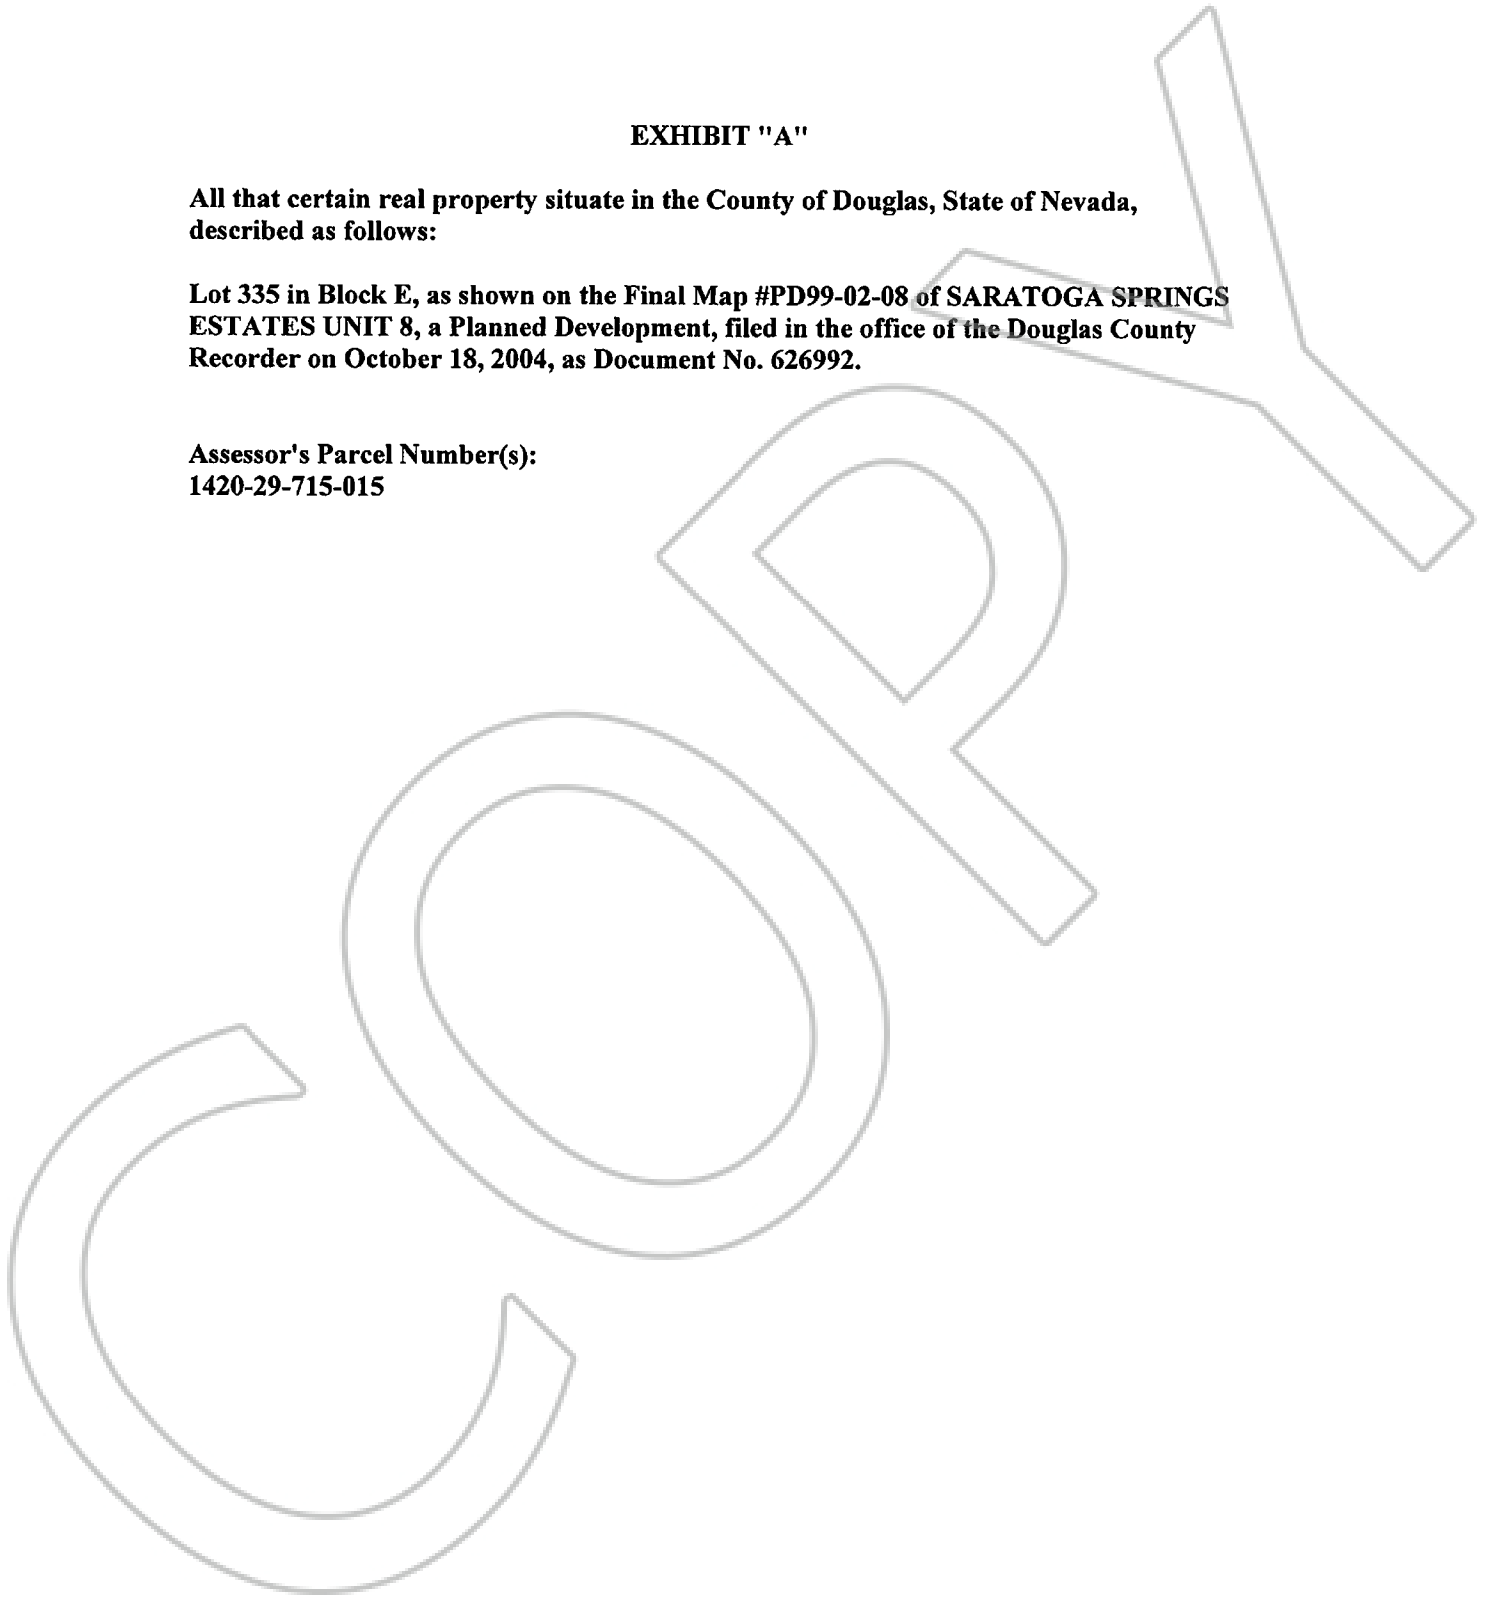 EXHIBIT "A"
All that certain real property situate in the County of Douglas, State of Nevada,
described as follows:
Lot 335 in Block E, as shown on the Final Map #PD99-02-08 of SARATOGA SPRINGS
ESTATES UNIT 8, a Planned Development, filed in the office of the Douglas County
Recorder on October 18, 2004, as Document No. 626992.
Assessor's Parcel Number(s):
1420-29-715-015
COPY